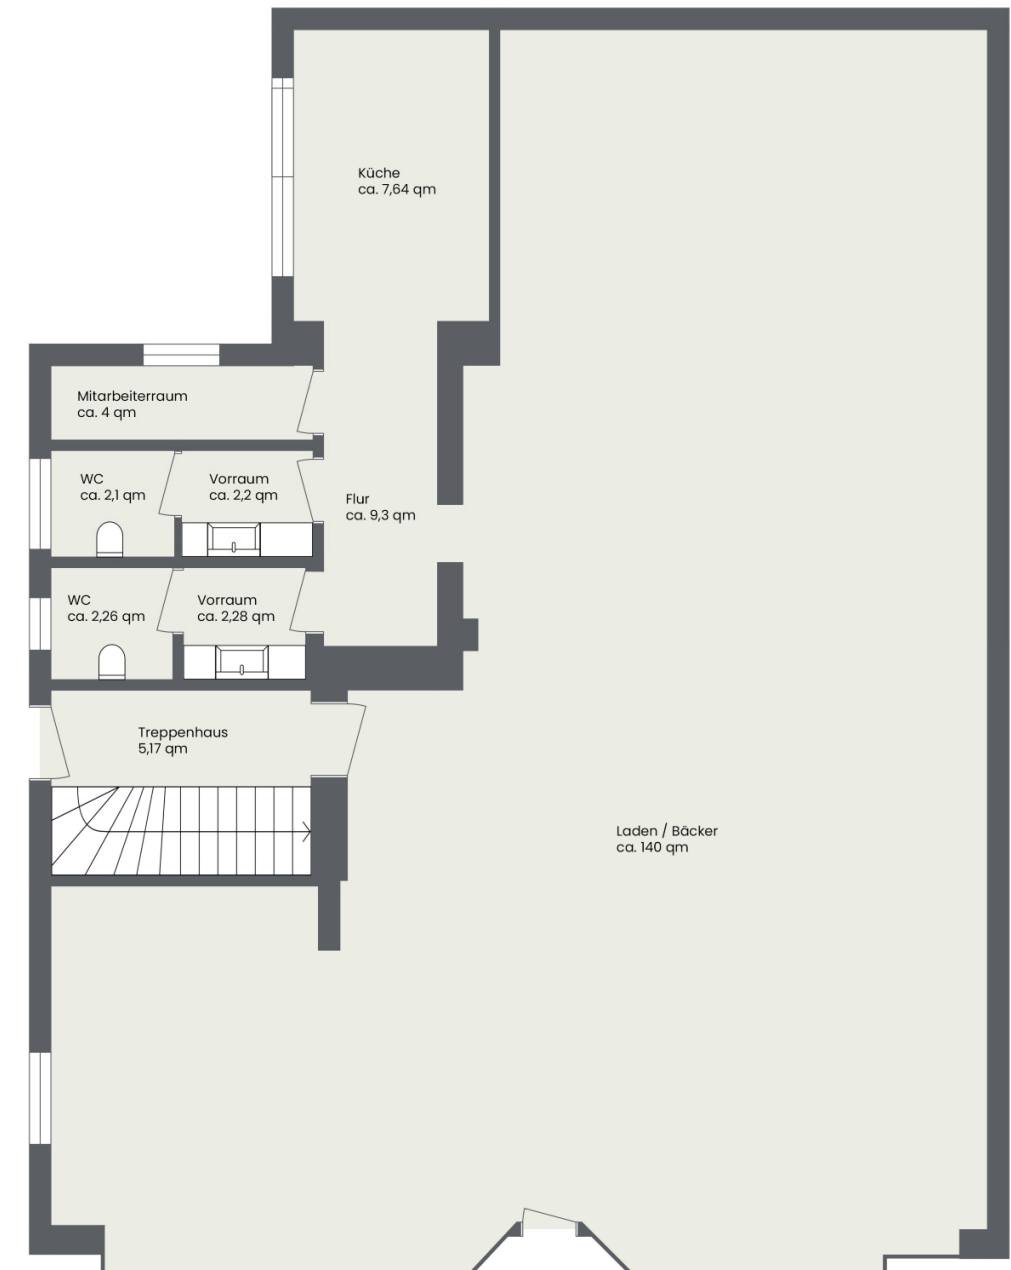 Küche
ca. 7,64 qm
Mitarbeiterraum
ca. 4 qm
WC
ca. 2,1 qm
Vorraum
ca. 2,2 qm
Flur
ca. 9,3 qm
WC
ca. 2,26 qm
Vorraum
ca. 2,28 qm
Treppenhaus
5,17 qm
Laden / Bäcker
ca. 140 qm